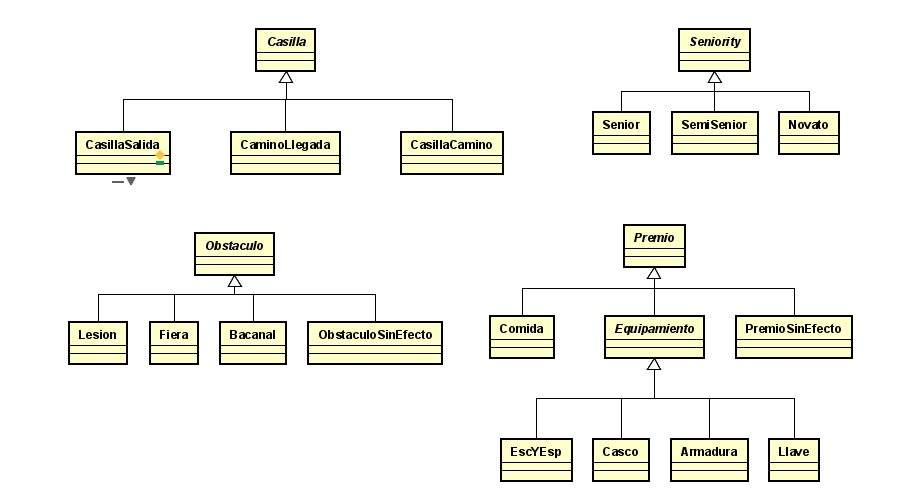 Casilla
Seniority
CasillaSalida
CaminoLlegada
CasillaCamino
Senior
SemiSenior
Novato
Obstaculo
Premio
Lesion
Fiera
Bacanal
ObstaculoSinEfecto
Comida
Equipamiento
PremioSinEfecto
EscYEsp
Casco
Armadura
Llave